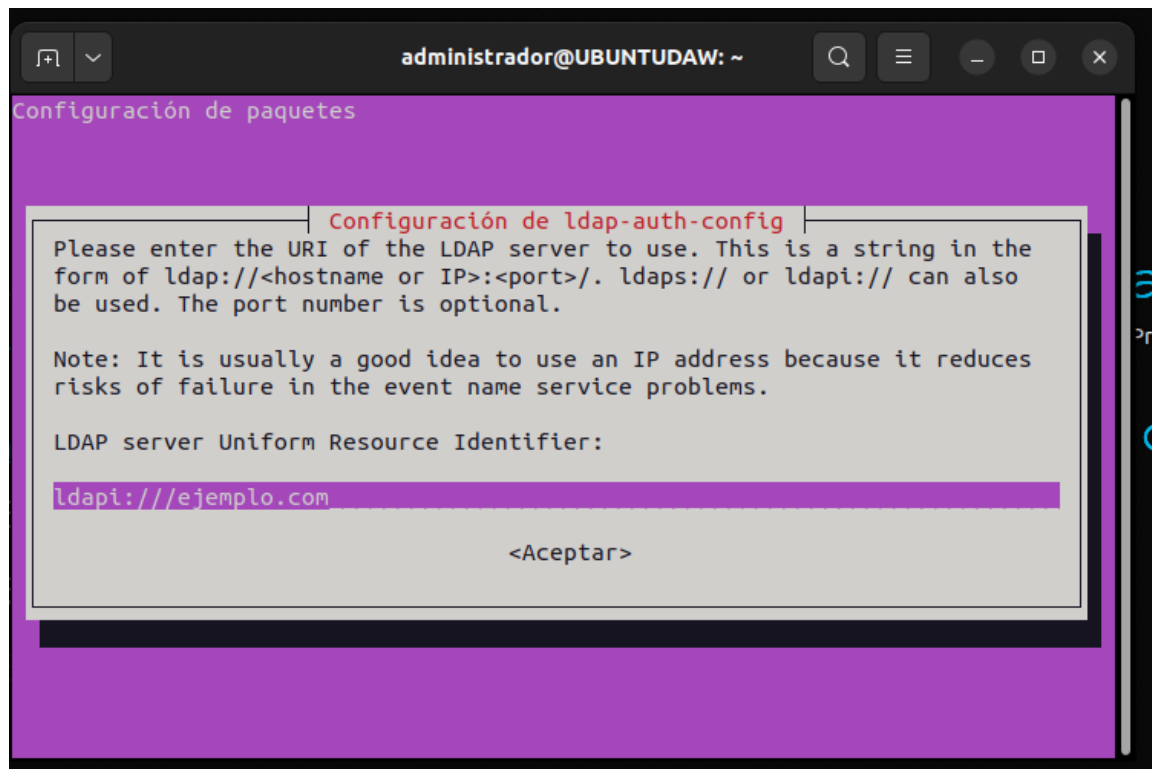 administrador@UBUNTUDAW: ~
Configuración de paquetes
Configuración de ldap-auth-config
Please enter the URI of the LDAP server to use. This is a string in the
form of ldap://<hostname or IP>:<port>/. ldaps:// or ldapi:// can also
be used. The port number is optional.
Note: It is usually a good idea to use an IP address because it reduces
risks of failure in the event name service problems.
LDAP server Uniform Resource Identifier:
ldapi:///ejemplo.com
<Aceptar>